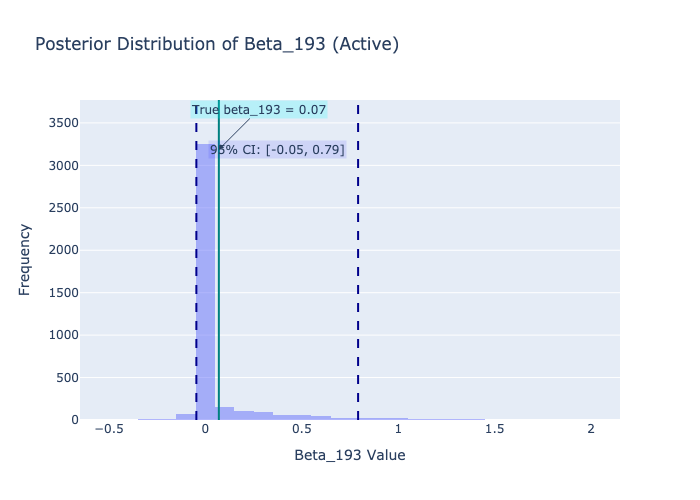 Posterior Distribution of Beta_193 (Active)
True beta_193 = 0.07
95% CI: [-0.05, 0.79]
3500
3000
2500
2000
1500
1000
500
0
Frequency
−0.5
0
0.5
1
1.5
2
Beta_193 Value